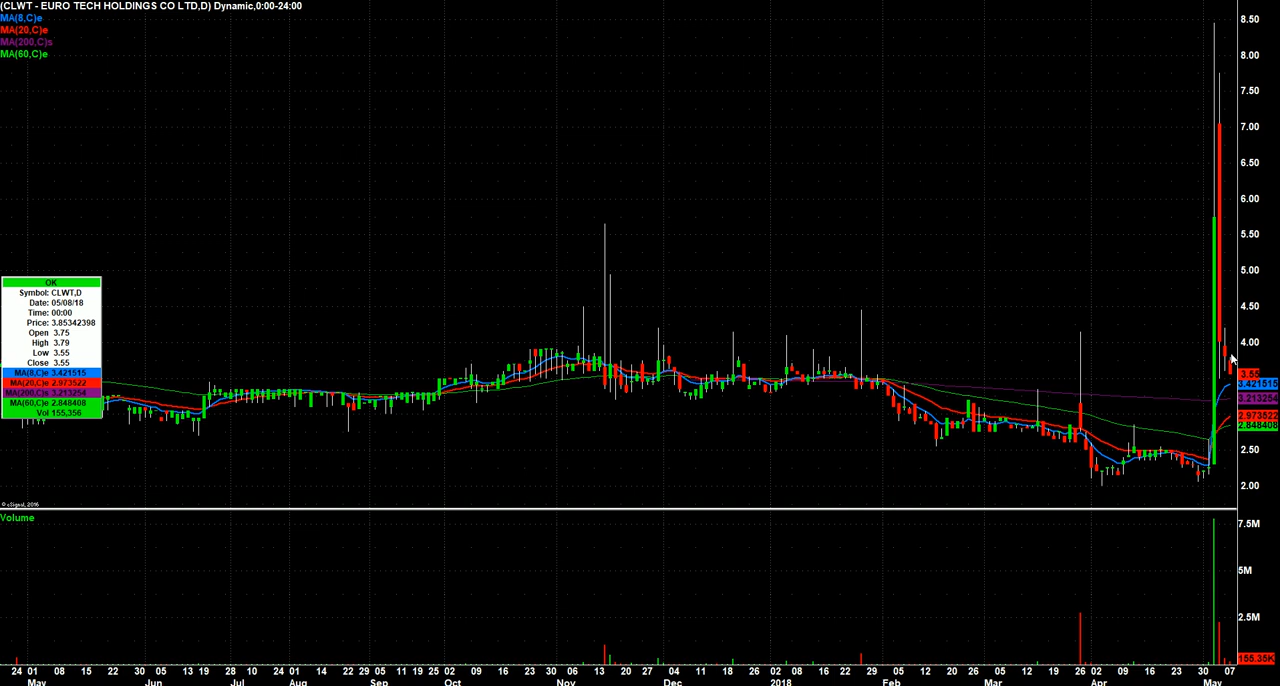 (CLWT - EURO TECH HOLDINGS CO LTD,D) Dynamic,0:00-24:00
MA(8,C)e
MA(20,C)e
MA(200,C)s
MA(60,C)e
8.50
8.00
7.50
7.00
6.50
6.00
5.50
5.00
4.50
4.00
3.55
3.421515
3.213254
2.973522
2.848408
2.50
2.00
OK
Symbol: CLWT,D
Date: 05/08/18
Time: 00:00
Price: 3.85342398
Open 3.75
High 3.79
Low 3.55
Close 3.55
MA(8,C)e 3.421515
MA(20,C)e 2.973522
MA(200,C)s 3.213254
MA(60,C)e 2.848408
Vol 155,356
© eSignal, 2016
Volume
7.5M
5M
2.5M
155.35K
24 01 08 15 22 30 05 13 19 28 10 17 24 01 14 22 29 05 11 19 25 02 09 16 23 30 06 13 20 27 04 11 18 26 02 08 16 22 29 05 12 20 26 05 12 19 26 02 09 16 23 30 07
May Jun Jul Aug Sep Oct Nov Dec 2018 Feb Mar Apr May